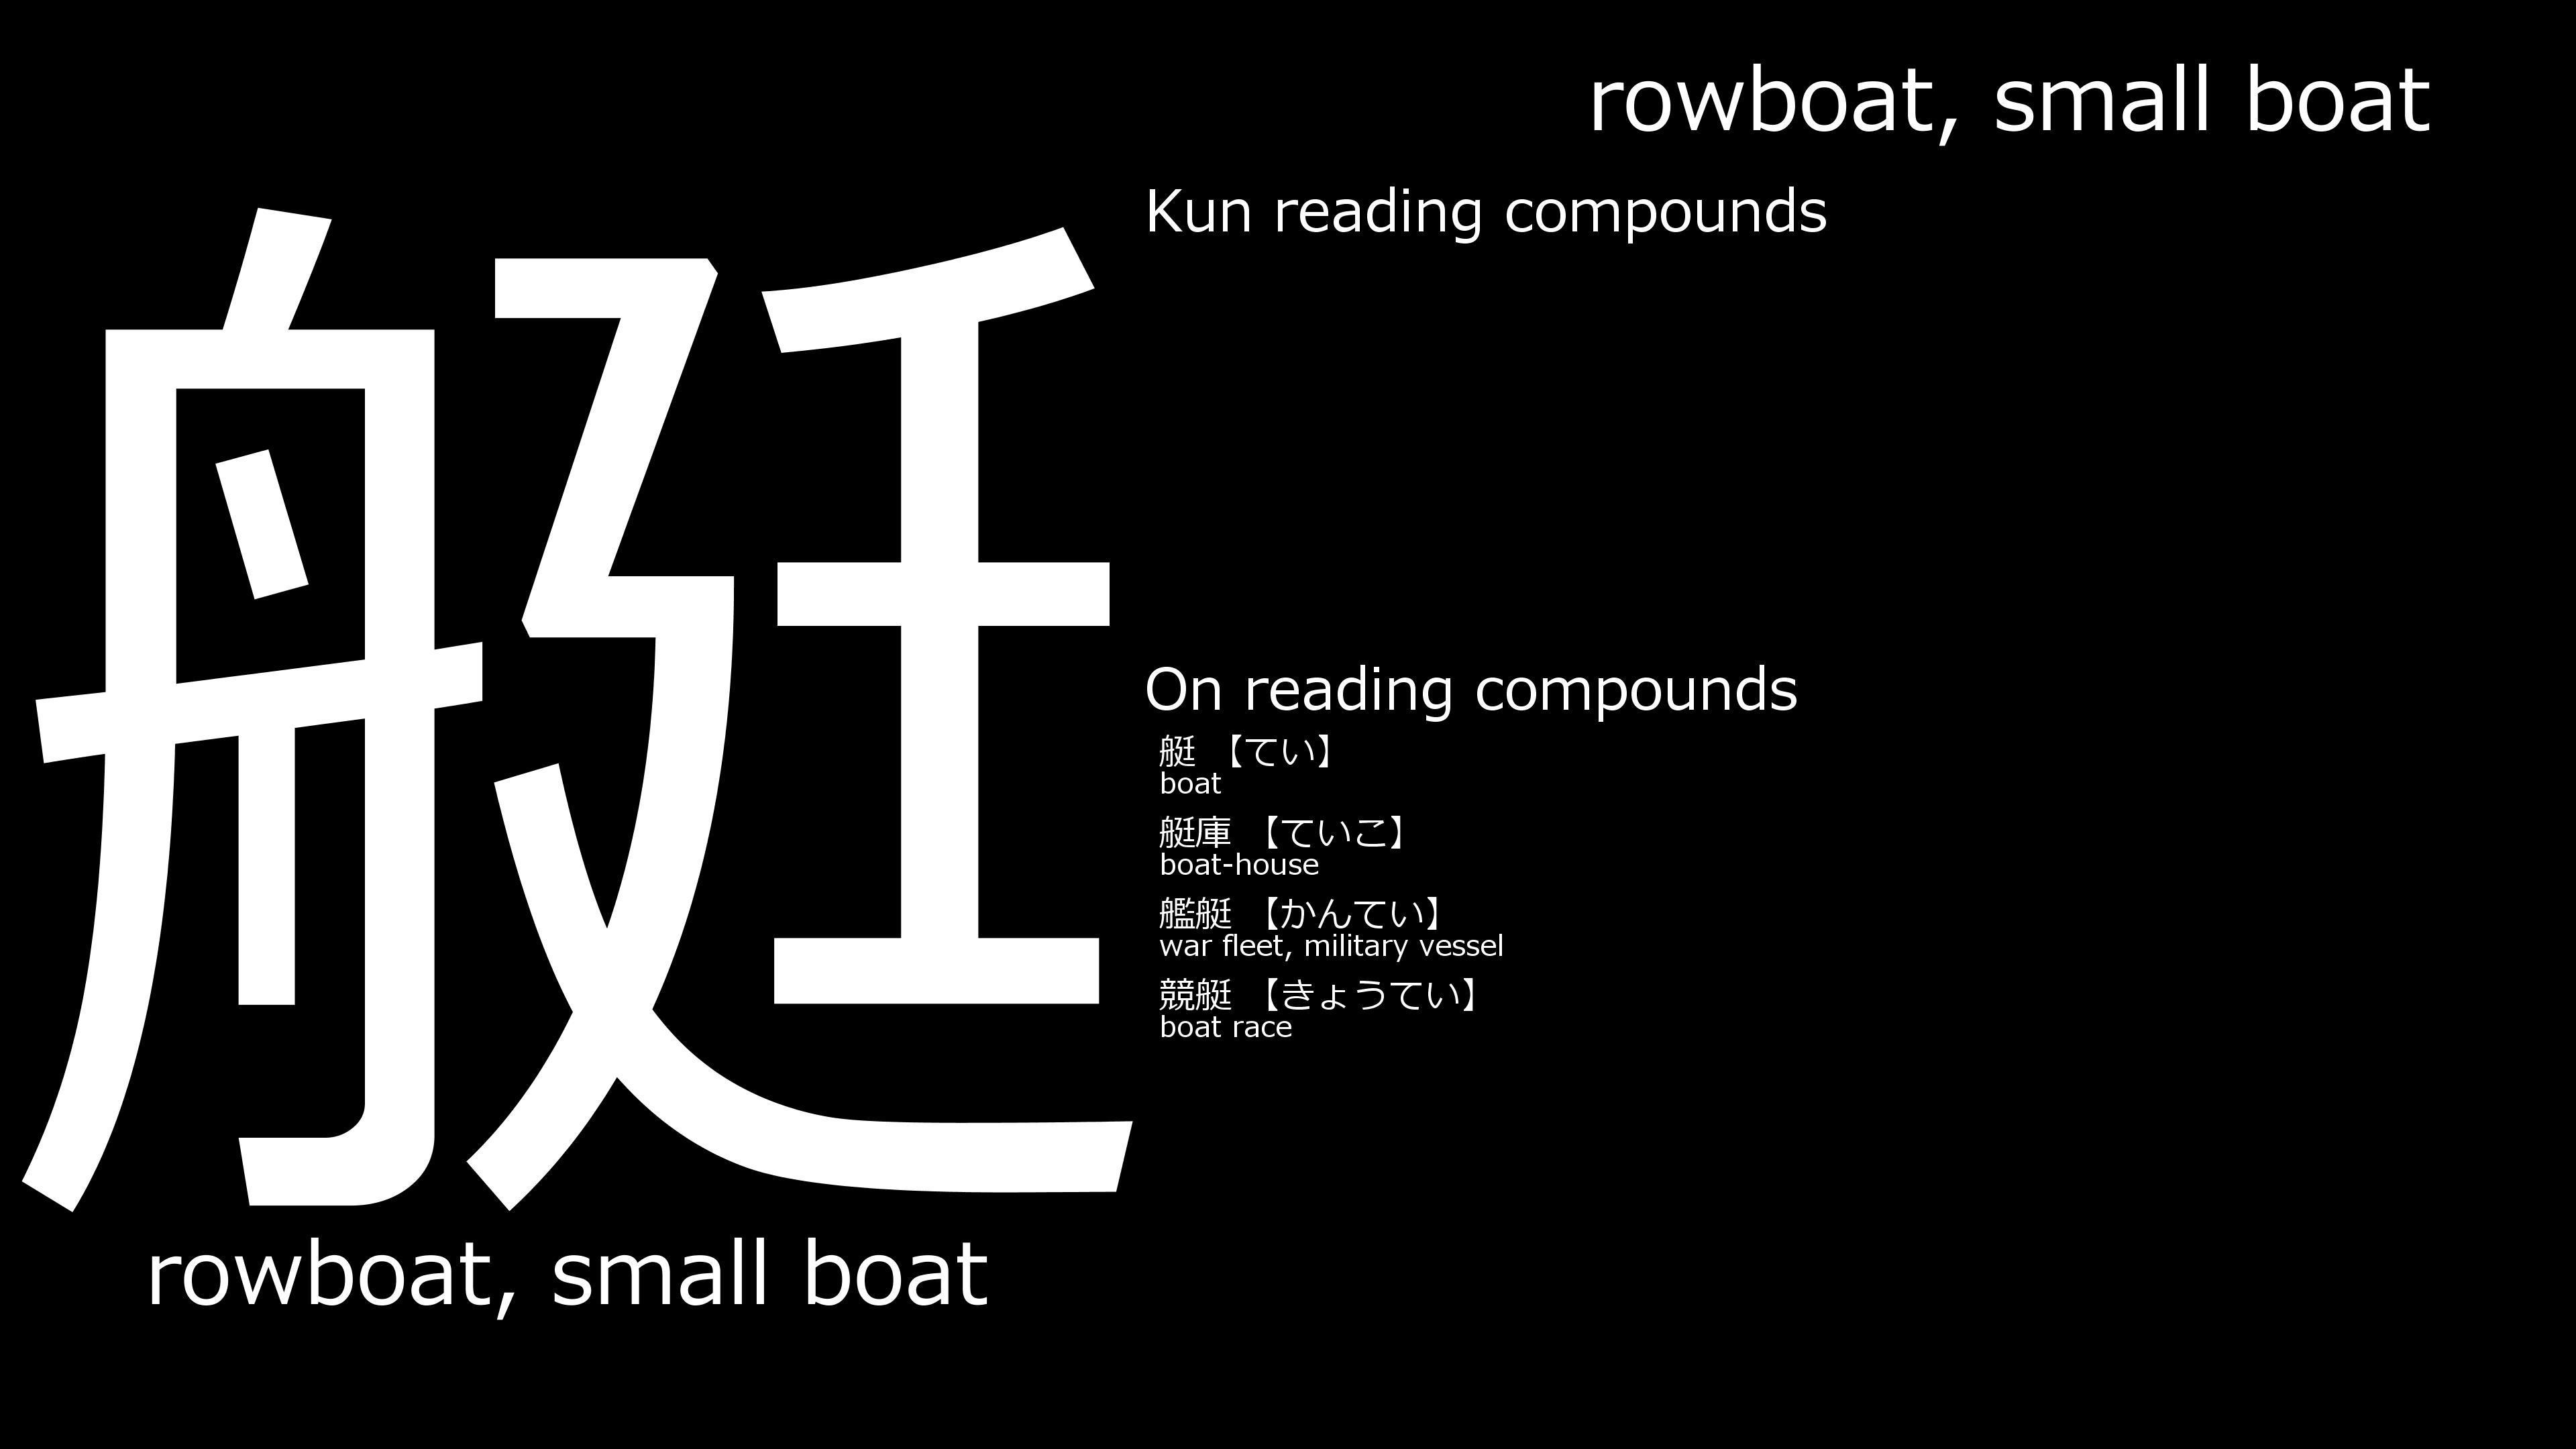 艇
rowboat, small boat
rowboat, small boat
Kun reading compounds
On reading compounds
艇 【てい】
boat
艇庫 【ていこ】
boat-house
艦艇 【かんてい】
war fleet, military vessel
競艇 【きょうてい】
boat race